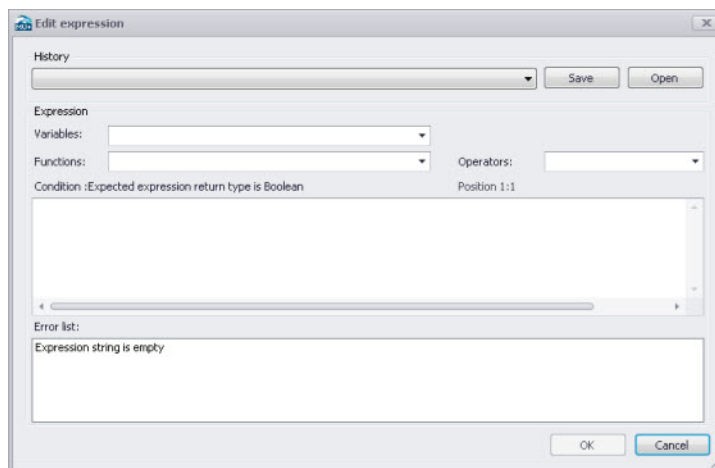 Edit expression
History
Save Open
Expression
Variables:
Functions: Operators:
Condition :Expected expression return type is Boolean Position 1:1
Error list:
Expression string is empty
OK Cancel